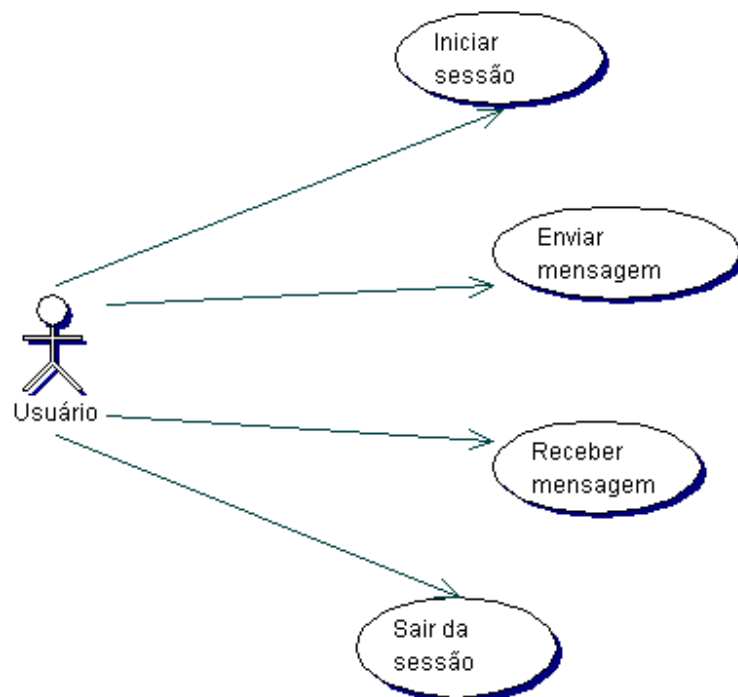 Iniciar
sessão
Enviar
mensagem
Usuário
Receber
mensagem
Sair da
sessão